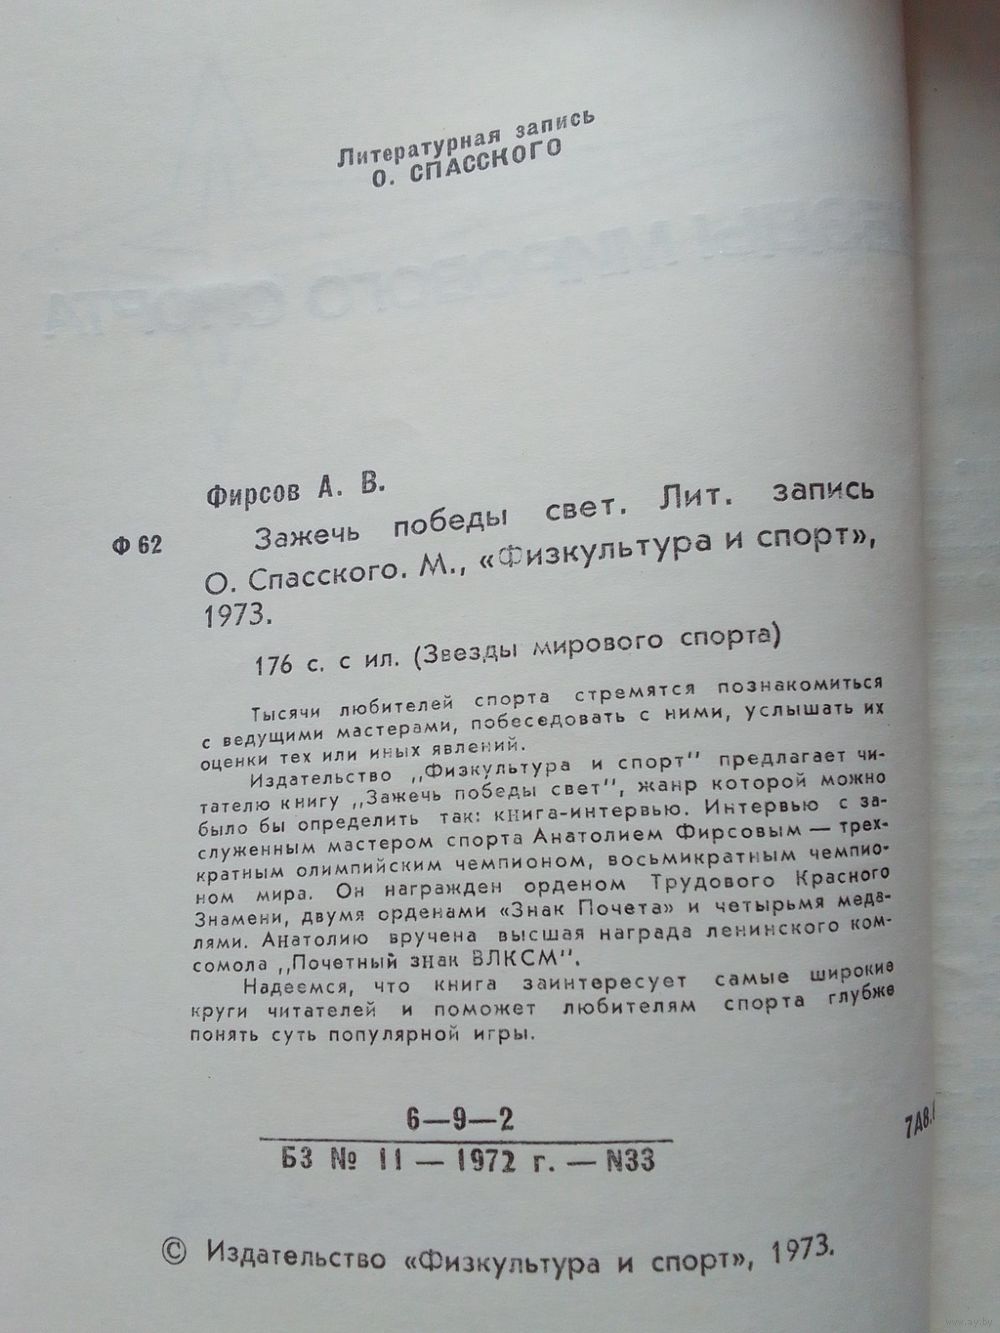 Литературная запись
О. СПАССКОГО
Фирсов А. В.
Ф 62 Зажечь победы свет. Лит. запись
О. Спасского. М., «Физкультура и спорт»,
1973.
176 с. с ил. (Звезды мирового спорта)
Тысячи любителей спорта стремятся познакомиться
с ведущими мастерами, побеседовать с ними, услышать их
оценки тех или иных явлений.
Издательство „Физкультура и спорт" предлагает чи-
тателю книгу „Зажечь победы свет", жанр которой можно
было бы определить так: книга-интервью. Интервью с за-
служенным мастером спорта Анатолием Фирсовым — трех-
кратным олимпийским чемпионом, восьмикратным чемпио-
ном мира. Он награжден орденом Трудового Красного
Знамени, двумя орденами «Знак Почета» и четырьмя меда-
лями. Анатолию вручена высшая награда ленинского ком-
сомола „Почетный знак ВЛКСМ".
Надеемся, что книга заинтересует самые широкие
круги читателей и поможет любителям спорта глубже
понять суть популярной игры.
6—9—2
БЗ № 11 — 1972 г. — N33
7А8.
© Издательство «Физкультура и спорт», 1973.
www.ay.by